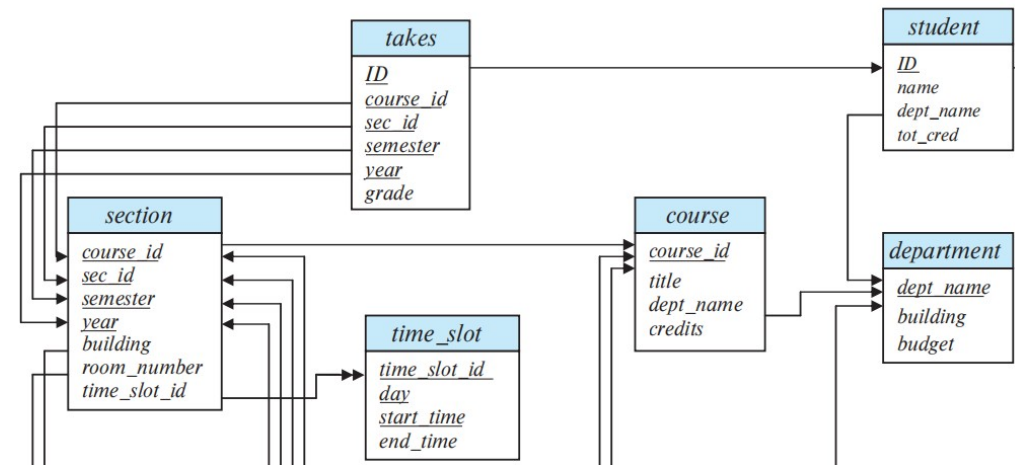 takes
ID
course_id
sec_id
semester
year
grade
student
ID
name
dept_name
tot_cred
section
course_id
sec_id
semester
year
building
room_number
time_slot_id
course
course_id
title
dept_name
credits
department
dept_name
building
budget
time_slot
time_slot_id
day
start_time
end_time